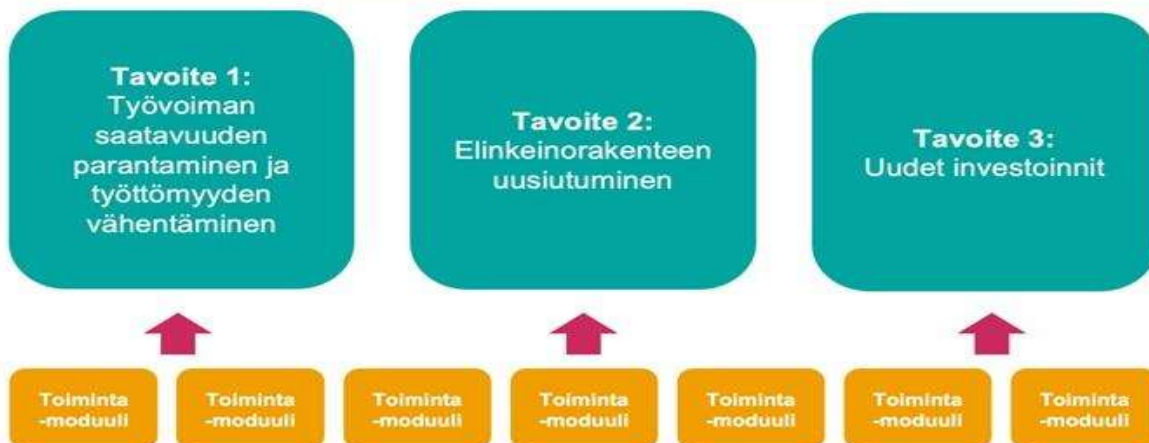 Tavoite 1:
Työvoiman
saatavuuden
parantaminen ja
työttömyyden
vähentäminen
Tavoite 2:
Elinkeinorakenteen
uusiutuminen
Tavoite 3:
Uudet investoinnit
Toiminta
-moduuli
Toiminta
-moduuli
Toiminta
-moduuli
Toiminta
-moduuli
Toiminta
-moduuli
Toiminta
-moduuli
Toiminta
-moduuli